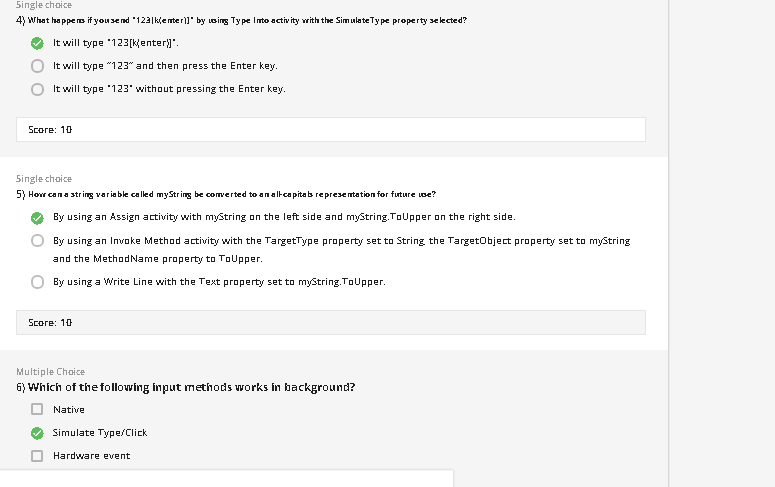 Single choice
4) What happens if you send "123[k(enter)]" by using Type Into activity with the SimulateType property selected?
It will type "123[k(enter)]".
It will type "123" and then press the Enter key.
It will type "123" without pressing the Enter key.
Score: 10
Single choice
5) How can a string variable called myString be converted to an all-capitals representation for future use?
By using an Assign activity with myString on the left side and myString.ToUpper on the right side.
By using an Invoke Method activity with the TargetType property set to String, the TargetObject property set to myString
and the MethodName property to ToUpper.
By using a Write Line with the Text property set to myString.ToUpper.
Score: 10
Multiple Choice
6) Which of the following input methods works in background?
Native
Simulate Type/Click
Hardware event